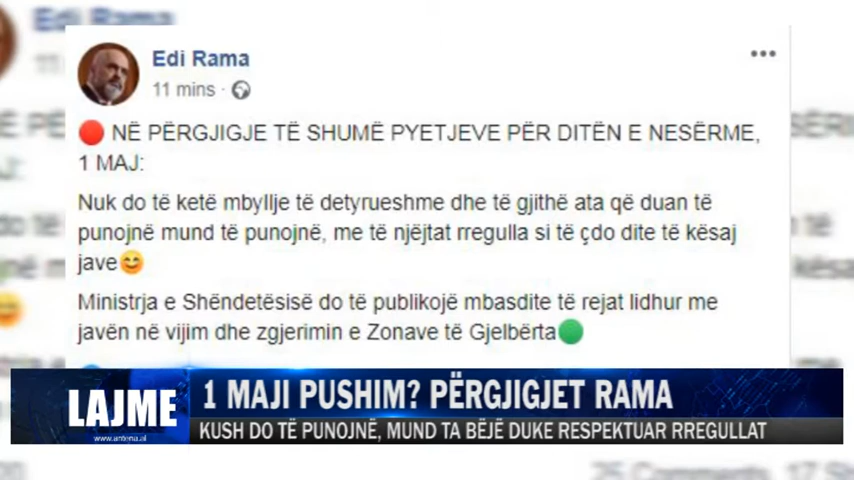 Edi Rama
11 mins
NË PËRGJIGJE TË SHUMË PYETJEVE PËR DITËN E NESËRME,
1 MAJ:
Nuk do të ketë mbyllje të detyrueshme dhe të gjithë ata që duan të
punojnë mund të punojnë, me të njëjtat rregulla si të çdo dite të kësaj
jave😊
Ministrja e Shëndetësisë do të publikojë mbasdite të rejat lidhur me
javën në vijim dhe zgjerimin e Zonave të Gjelbërta
LAJME
www.antena.al
1 MAJI PUSHIM? PËRGJIGJET RAMA
KUSH DO TË PUNOJNË, MUND TA BËJË DUKE RESPEKTUAR RREGULLAT
25 Comments, 17 Sh